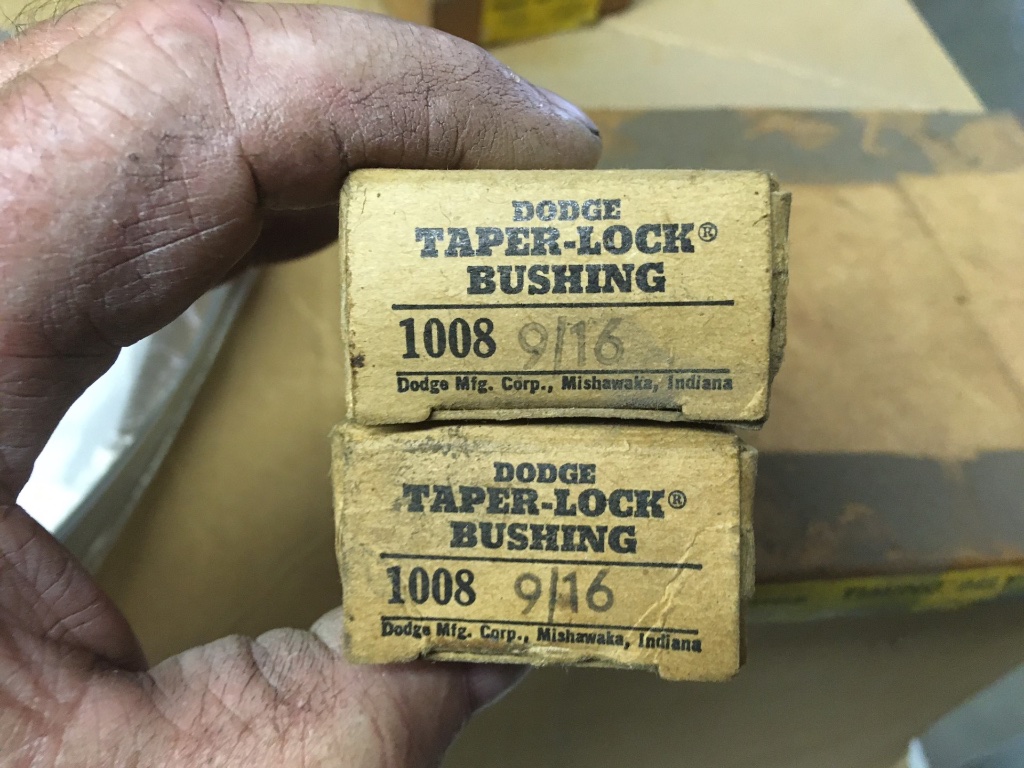 DODGE
TAPER-LOCK®
BUSHING
1008 9/16
Dodge Mfg. Corp., Mishawaka, Indiana
DODGE
TAPER-LOCK®
BUSHING
1008 9/16
Dodge Mfg. Corp., Mishawaka, Indiana